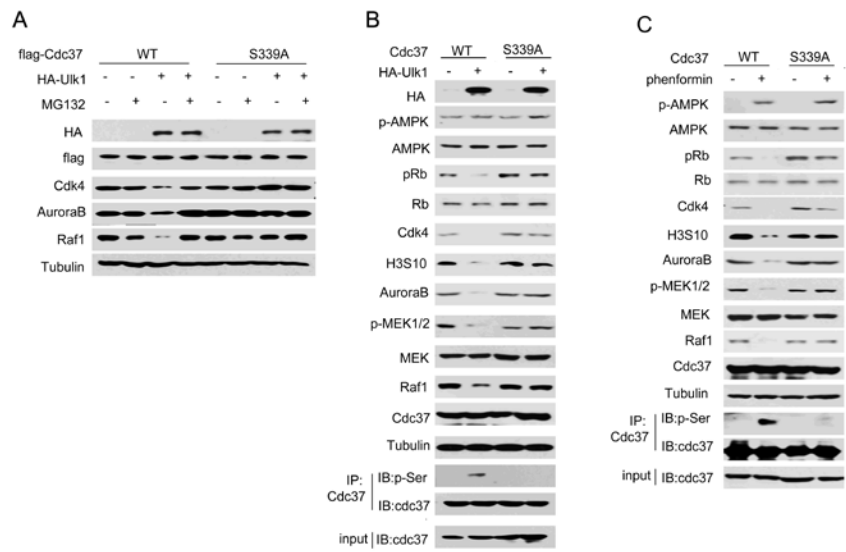 A
flag-Cdc37 WT S339A
HA-Ulk1 - - + + - - + +
MG132 - + - + - + - +
HA
flag
Cdk4
AuroraB
Raf1
Tubulin
B
Cdc37 WT S339A
HA-Ulk1 - + - +
HA
p-AMPK
AMPK
pRb
Rb
Cdk4
H3S10
AuroraB
p-MEK1/2
MEK
Raf1
Cdc37
Tubulin
IP: Cdc37 IB:p-Ser
IB:cdc37
input IB:cdc37
C
Cdc37 WT S339A
phenformin - + - +
p-AMPK
AMPK
pRb
Rb
Cdk4
H3S10
AuroraB
p-MEK1/2
MEK
Raf1
Cdc37
Tubulin
IP: Cdc37 IB:p-Ser
IB:cdc37
input IB:cdc37